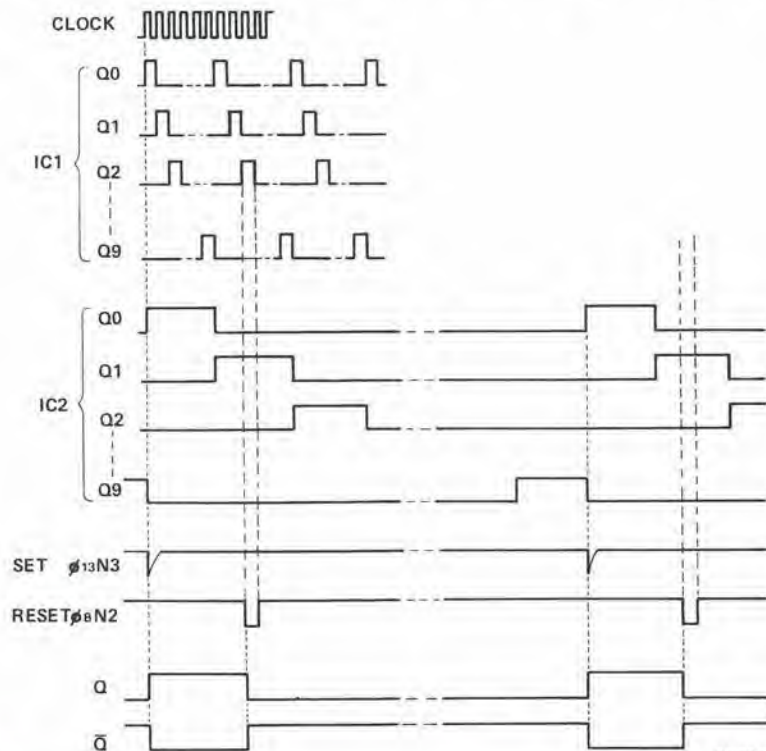 CLOCK
Q0
Q1
IC1
Q2
Q9
Q0
Q1
IC2
Q2
Q9
SET ø13N3
RESETø8N2
Q
Q̅